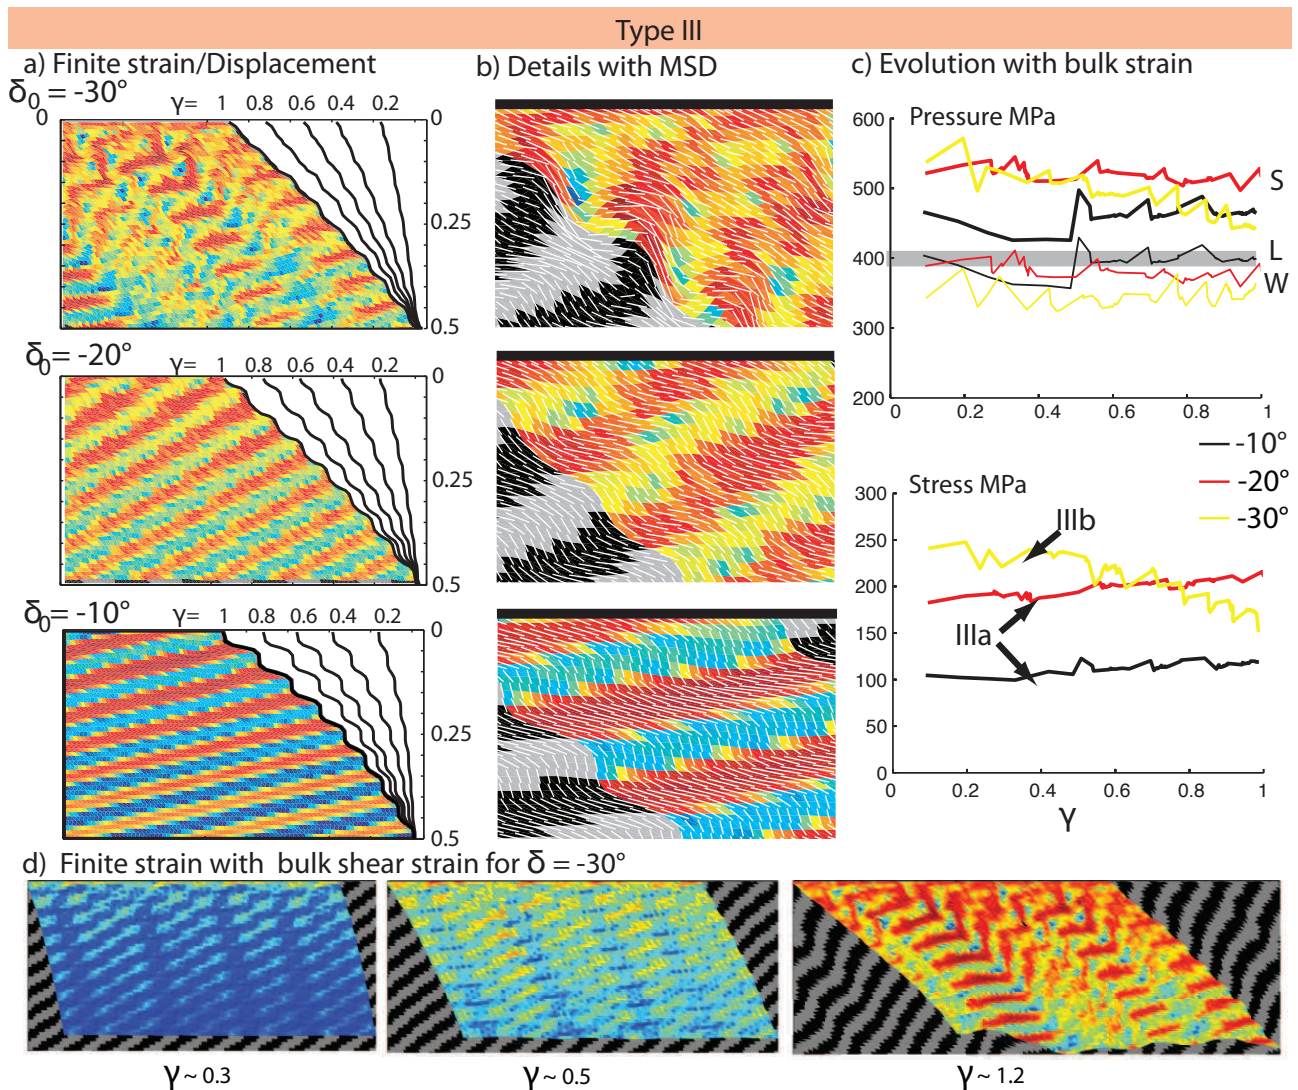 Type III
a) Finite strain/Displacement
δ0 = -30°
γ= 1 0.8 0.6 0.4 0.2
0
0
0.25
0.5
δ0 = -20°
γ= 1 0.8 0.6 0.4 0.2
0
0.25
0.5
δ0 = -10°
γ= 1 0.8 0.6 0.4 0.2
0
0.25
0.5
b) Details with MSD
c) Evolution with bulk strain
Pressure MPa
600
500
400
300
200
S
L
W
0 0.2 0.4 0.6 0.8 1
-10°
-20°
-30°
Stress MPa
300
250
200
150
100
50
0
IIIb
IIIa
0.2 0.4 0.6 0.8 1
γ
d) Finite strain with bulk shear strain for δ = -30°
γ ~ 0.3
γ ~ 0.5
γ ~ 1.2